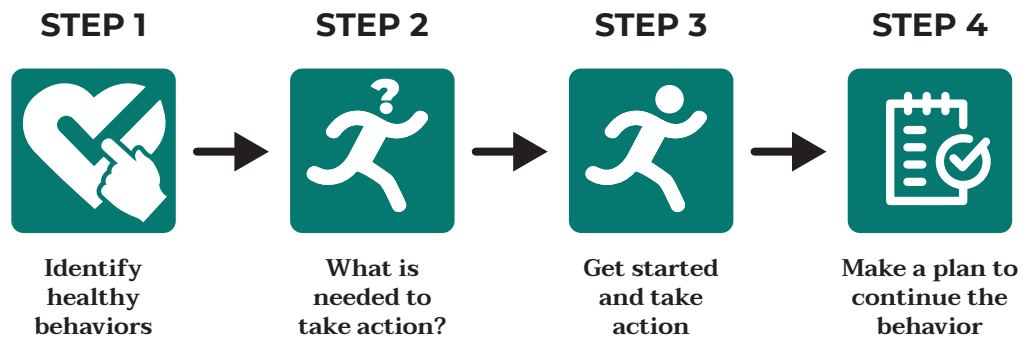 STEP 1
Identify
healthy
behaviors
STEP 2
?
What is
needed to
take action?
STEP 3
Get started
and take
action
STEP 4
Make a plan to
continue the
behavior